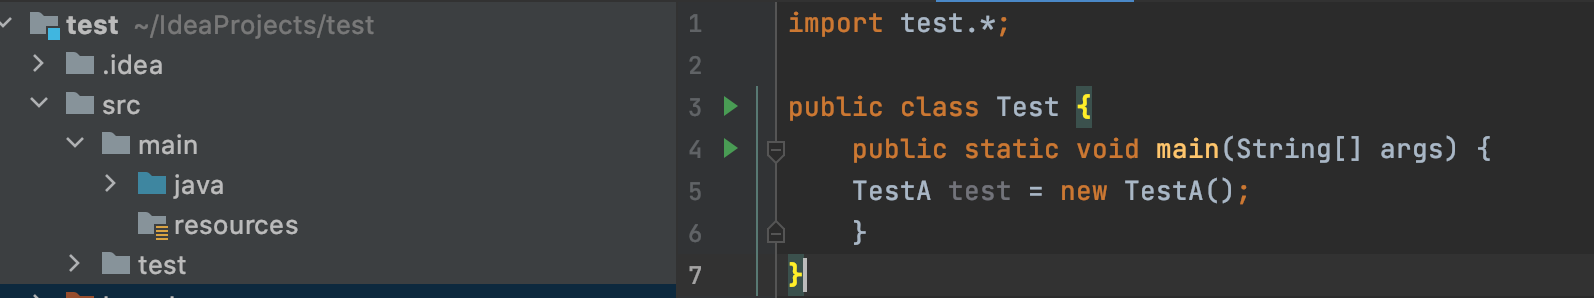 test ~/IdeaProjects/test
.idea
src
main
java
resources
test
1 import test.*;
2
3 public class Test {
4 public static void main(String[] args) {
5 TestA test = new TestA();
6 }
7 }